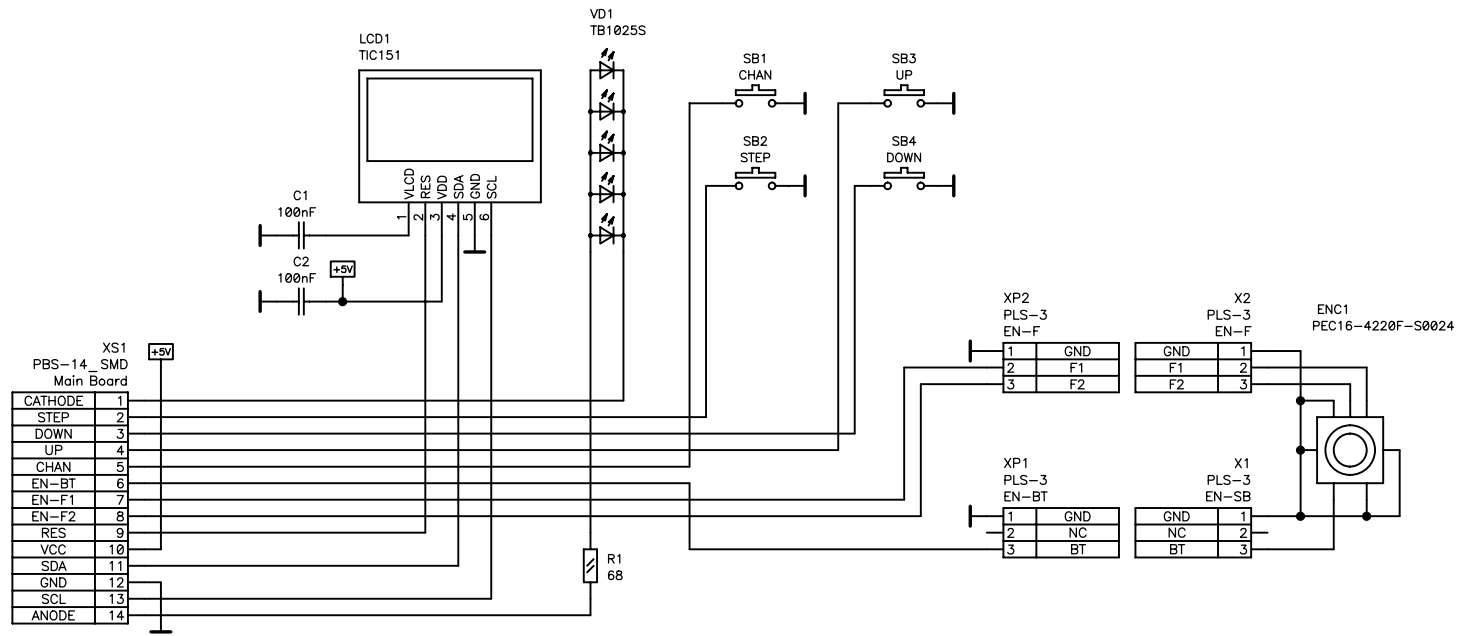 VD1
TB1025S
LCD1
TIC151
VLCD
RES
VDD
SDA
GND
SCL
1
2
3
4
5
6
SB1
CHAN
SB3
UP
SB2
STEP
SB4
DOWN
C1
100nF
C2
100nF
+5V
XS1
PBS-14_SMD
Main Board
+5V
CATHODE 1
STEP 2
DOWN 3
UP 4
CHAN 5
EN-BT 6
EN-F1 7
EN-F2 8
RES 9
VCC 10
SDA 11
GND 12
SCL 13
ANODE 14
R1
68
XP2
PLS-3
EN-F
1 GND
2 F1
3 F2
X2
PLS-3
EN-F
GND 1
F1 2
F2 3
ENC1
PEC16-4220F-S0024
XP1
PLS-3
EN-BT
1 GND
2 NC
3 BT
X1
PLS-3
EN-SB
GND 1
NC 2
BT 3